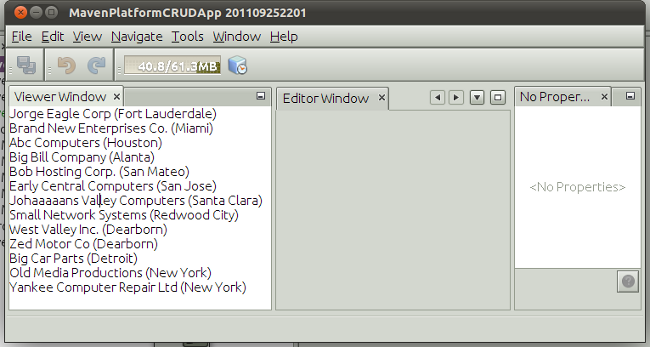 MavenPlatformCRUDApp 201109252201
File Edit View Navigate Tools Window Help
40.8/61.3MB
Viewer Window
Jorge Eagle Corp (Fort Lauderdale)
Brand New Enterprises Co. (Miami)
Abc Computers (Houston)
Big Bill Company (Alanta)
Bob Hosting Corp. (San Mateo)
Early Central Computers (San Jose)
Johaaaaans Valley Computers (Santa Clara)
Small Network Systems (Redwood City)
West Valley Inc. (Dearborn)
Zed Motor Co (Dearborn)
Big Car Parts (Detroit)
Old Media Productions (New York)
Yankee Computer Repair Ltd (New York)
Editor Window
No Proper...
<No Properties>